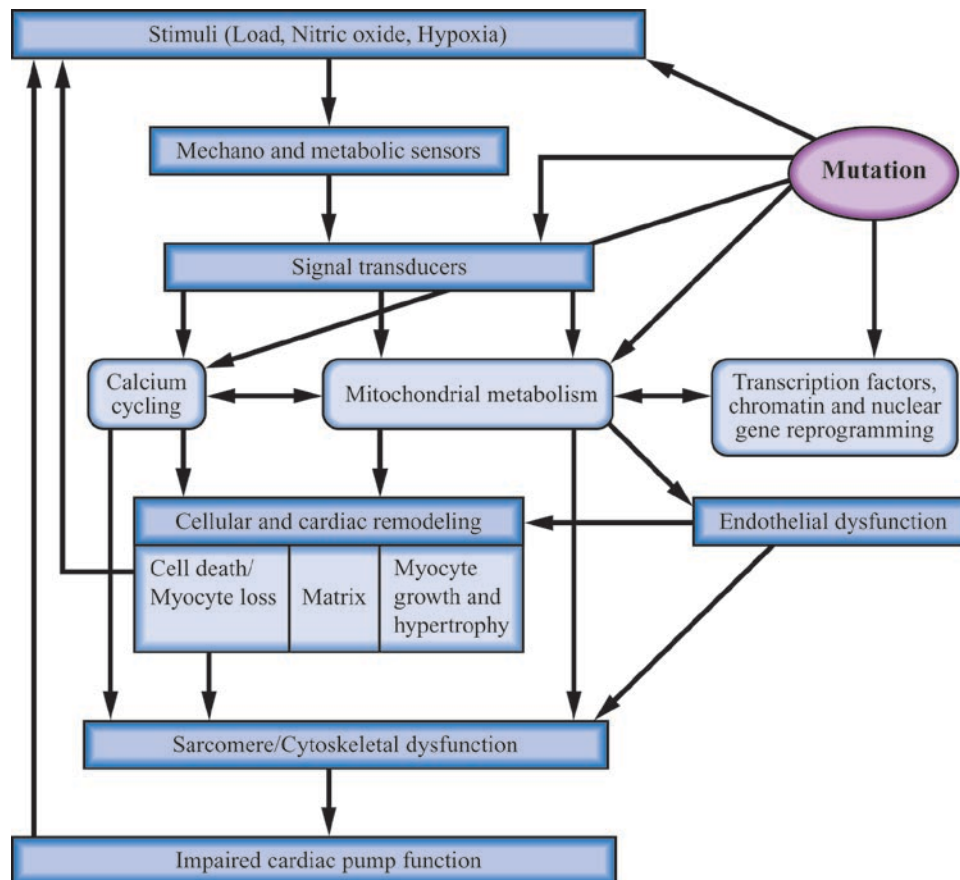 Stimuli (Load, Nitric oxide, Hypoxia)
Mechano and metabolic sensors
Mutation
Signal transducers
Calcium
cycling
Mitochondrial metabolism
Transcription factors,
chromatin and nuclear
gene reprogramming
Cellular and cardiac remodeling
Endothelial dysfunction
Cell death/
Myocyte loss
Matrix
Myocyte
growth and
hypertrophy
Sarcomere/Cytoskeletal dysfunction
Impaired cardiac pump function